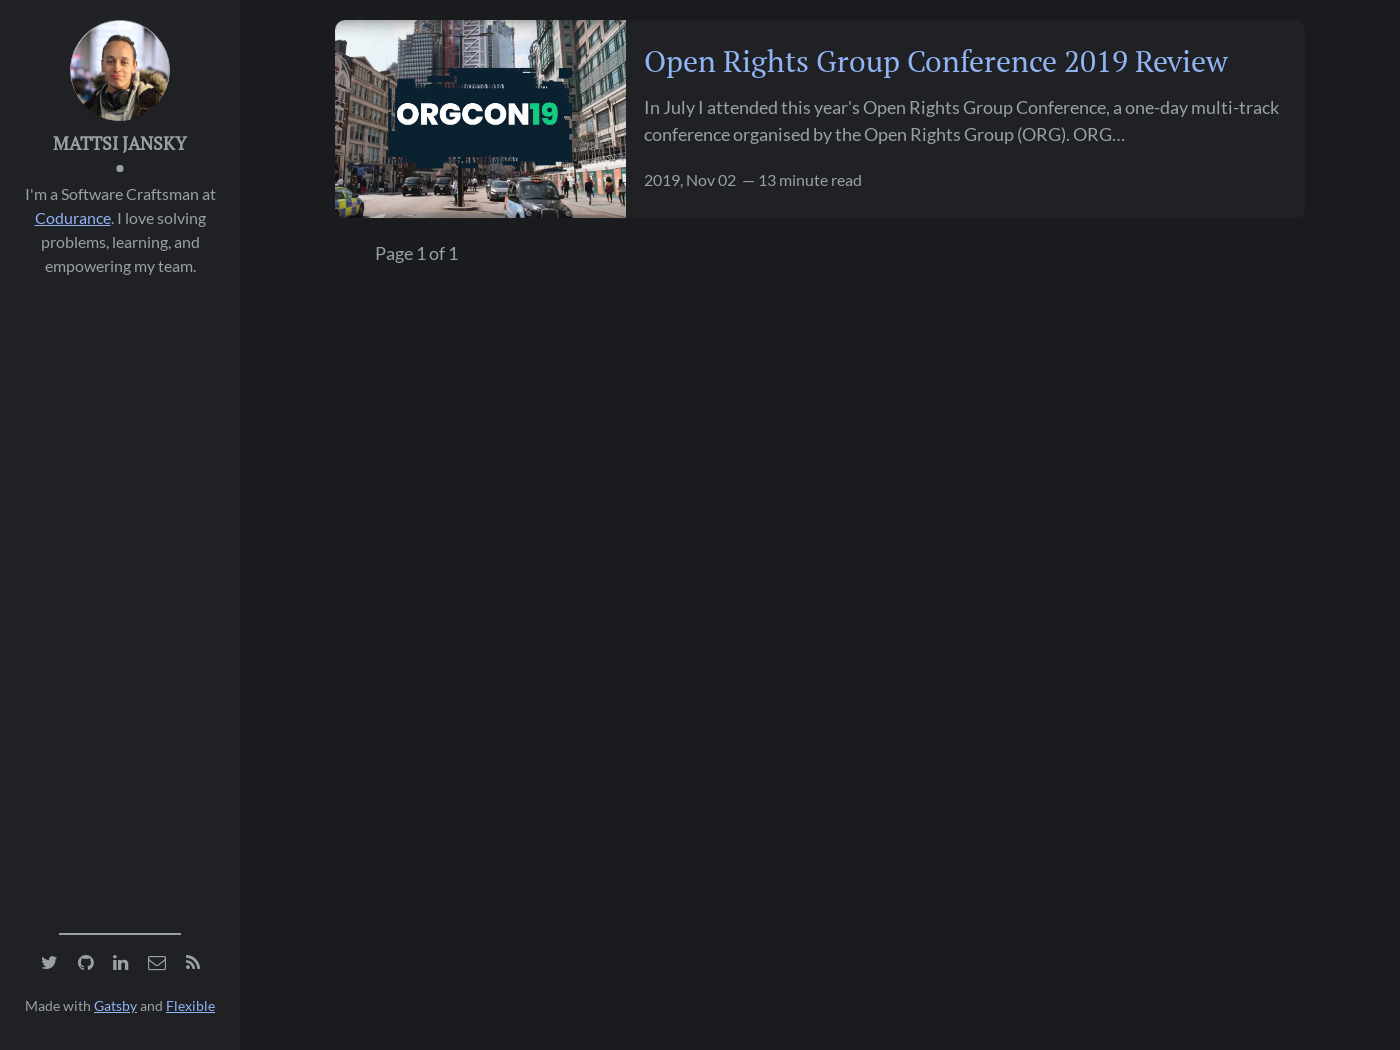 MATTSI JANSKY
I'm a Software Craftsman at
Codurance. I love solving
problems, learning, and
empowering my team.
Made with Gatsby and Flexible
ORGCON19
Open Rights Group Conference 2019 Review
In July I attended this year's Open Rights Group Conference, a one-day multi-track
conference organised by the Open Rights Group (ORG). ORG…
2019, Nov 02 — 13 minute read
Page 1 of 1